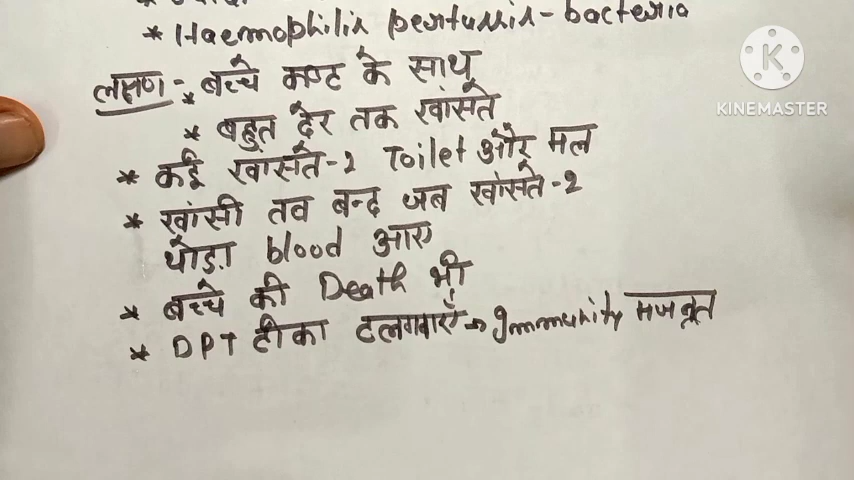 * Haemophilis pertussis - bacteria
KINEMASTER
लक्षण - * बच्चे कष्ट के साथ
* बहुत देर तक खांसते
* कई खांसते-2 Toilet और मल
* खांसी तव बन्द जब खांसते-2
थोड़ा blood आए
* बच्चे की Death भी
* DPT टीका लगवाएँ → Immunity मजबूत